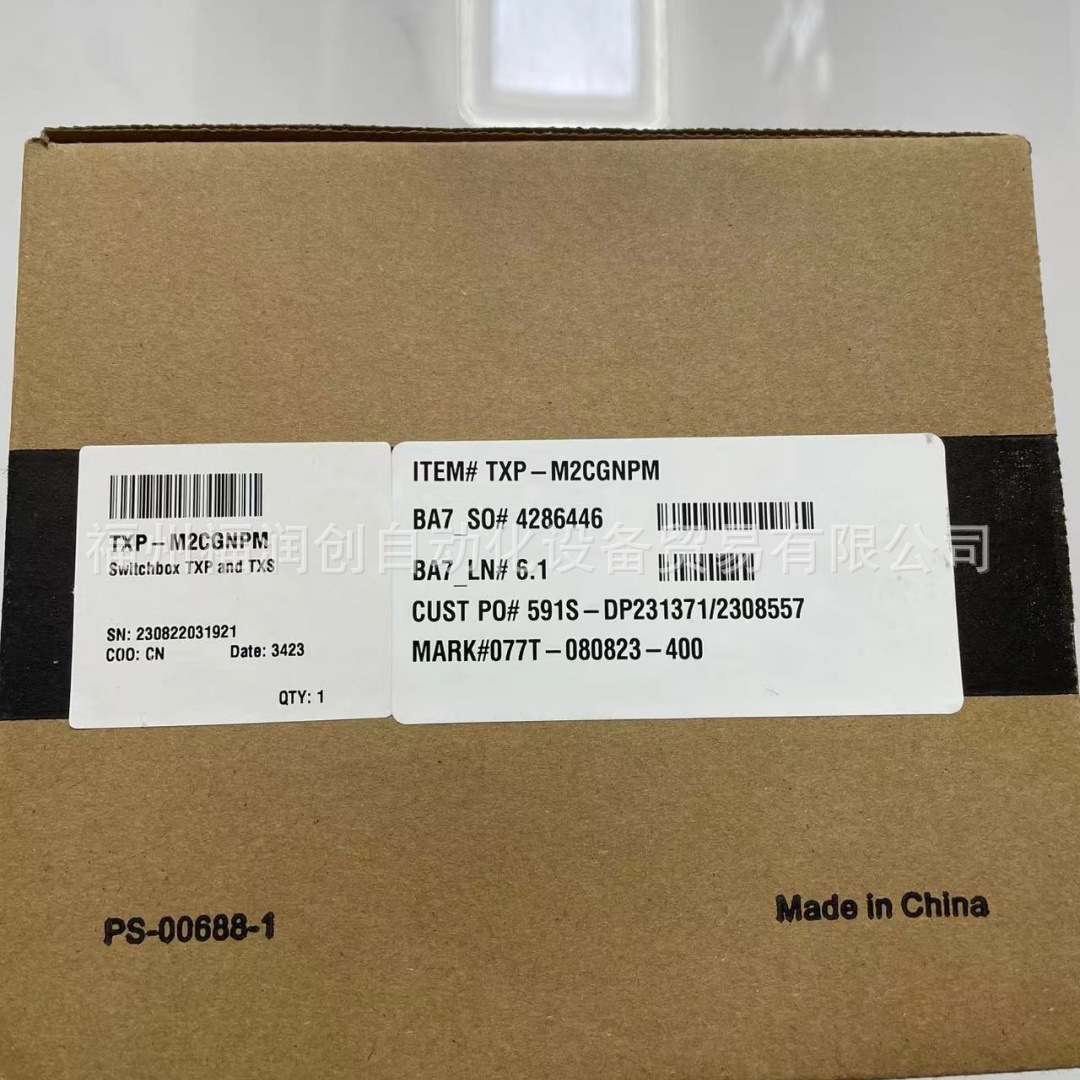 TXP-M2CGNPM
Switchbox TXP and TXS
SN: 230822031921
COO: CN Date: 3423
QTY: 1
ITEM# TXP-M2CGNPM
BA7_SO# 4286446
BA7_LN# 6.1
CUST PO# 591S-DP231371/2308557
MARK#077T-080823-400
福州福润创自动化设备贸易有限公司
PS-00688-1
Made in China